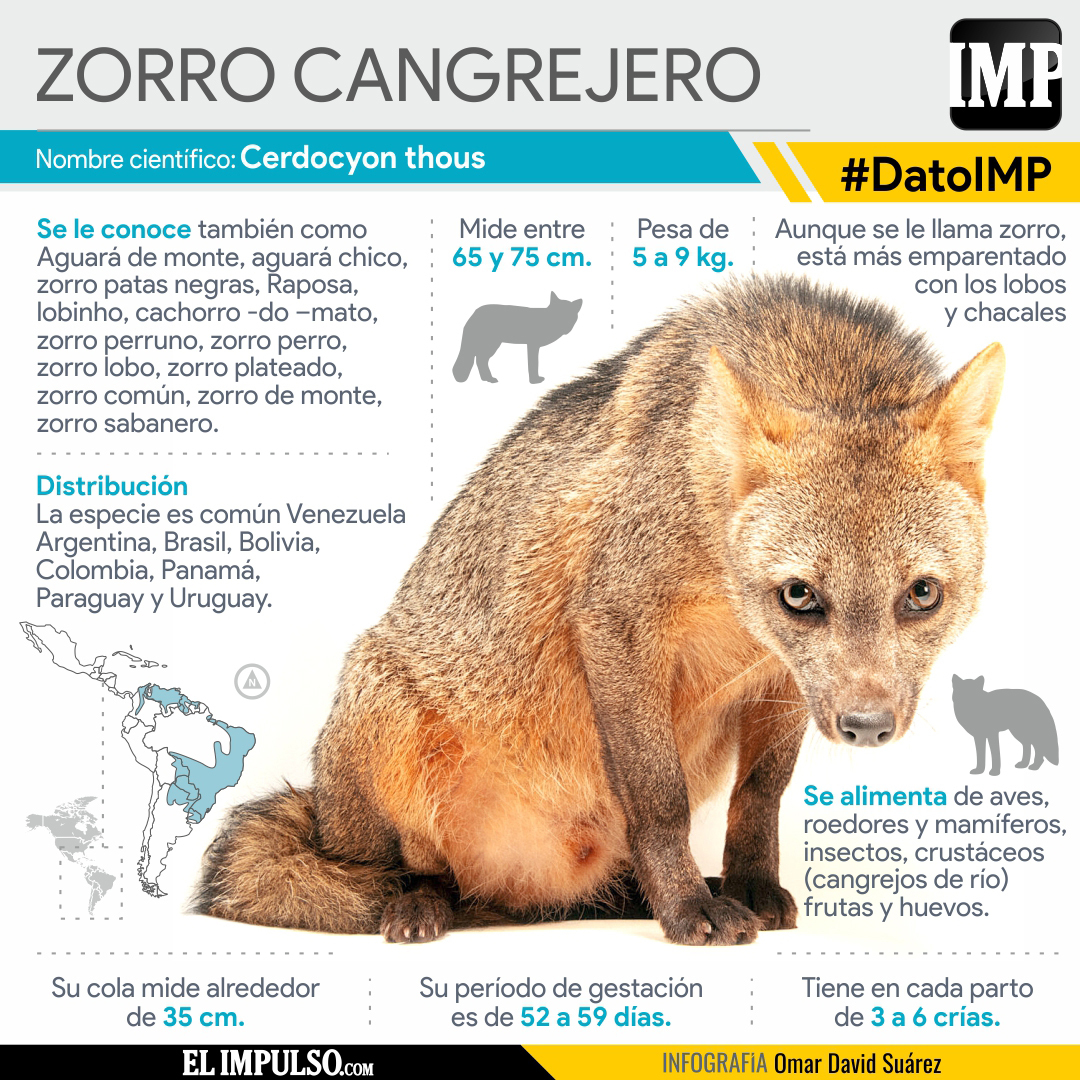 ZORRO CANGREJERO
IMP
Nombre científico: Cerdocyon thous
#DatoIMP
Se le conoce también como
Aguará de monte, aguará chico,
zorro patas negras, Raposa,
lobinho, cachorro -do –mato,
zorro perruno, zorro perro,
zorro lobo, zorro plateado,
zorro común, zorro de monte,
zorro sabanero.
Mide entre
65 y 75 cm.
Pesa de
5 a 9 kg.
Aunque se le llama zorro,
está más emparentado
con los lobos
y chacales
Distribución
La especie es común Venezuela
Argentina, Brasil, Bolivia,
Colombia, Panamá,
Paraguay y Uruguay.
N
Se alimenta de aves,
roedores y mamíferos,
insectos, crustáceos
(cangrejos de río)
frutas y huevos.
Su cola mide alrededor
de 35 cm.
Su período de gestación
es de 52 a 59 días.
Tiene en cada parto
de 3 a 6 crías.
EL IMPULSO.COM
INFOGRAFíA Omar David Suárez